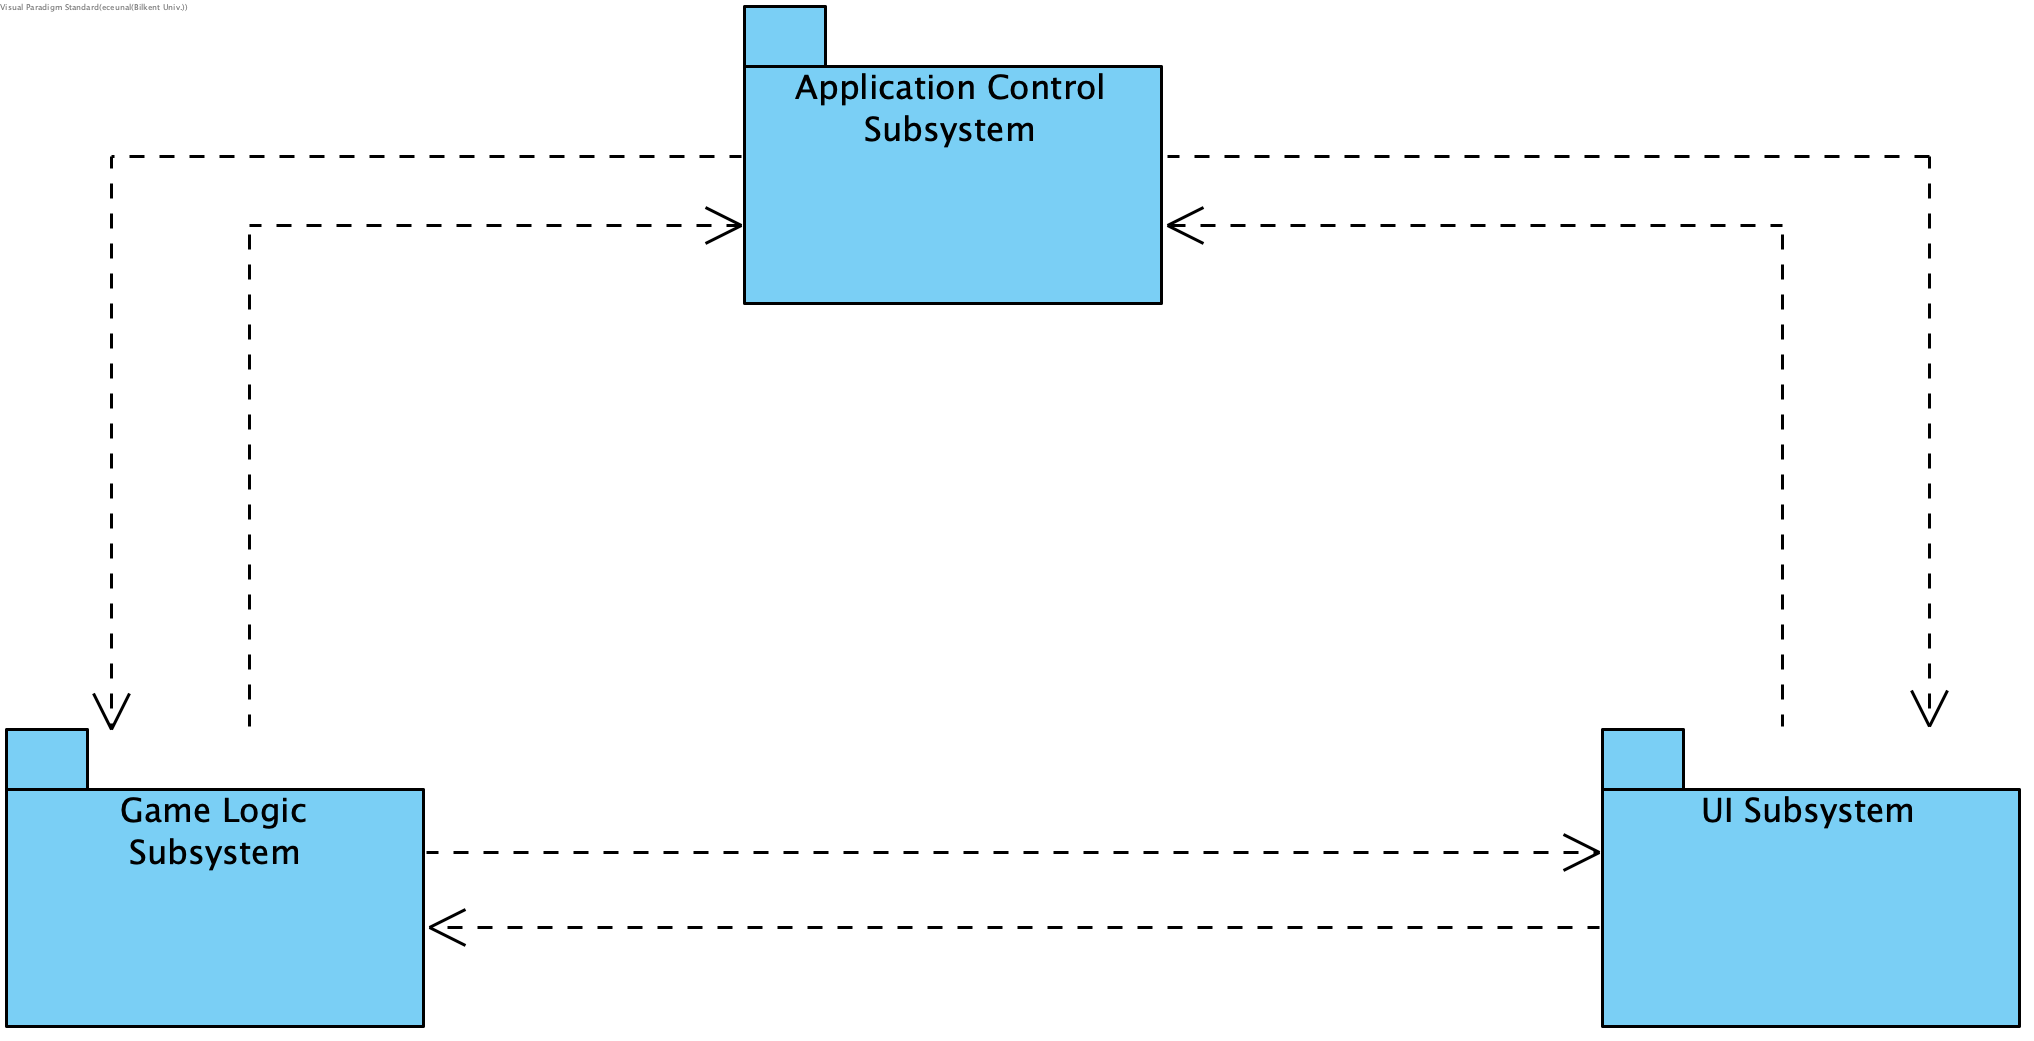 Visual Paradigm Standard(eceunal(Bilkent Univ.))
Application Control
Subsystem
Game Logic
Subsystem
UI Subsystem